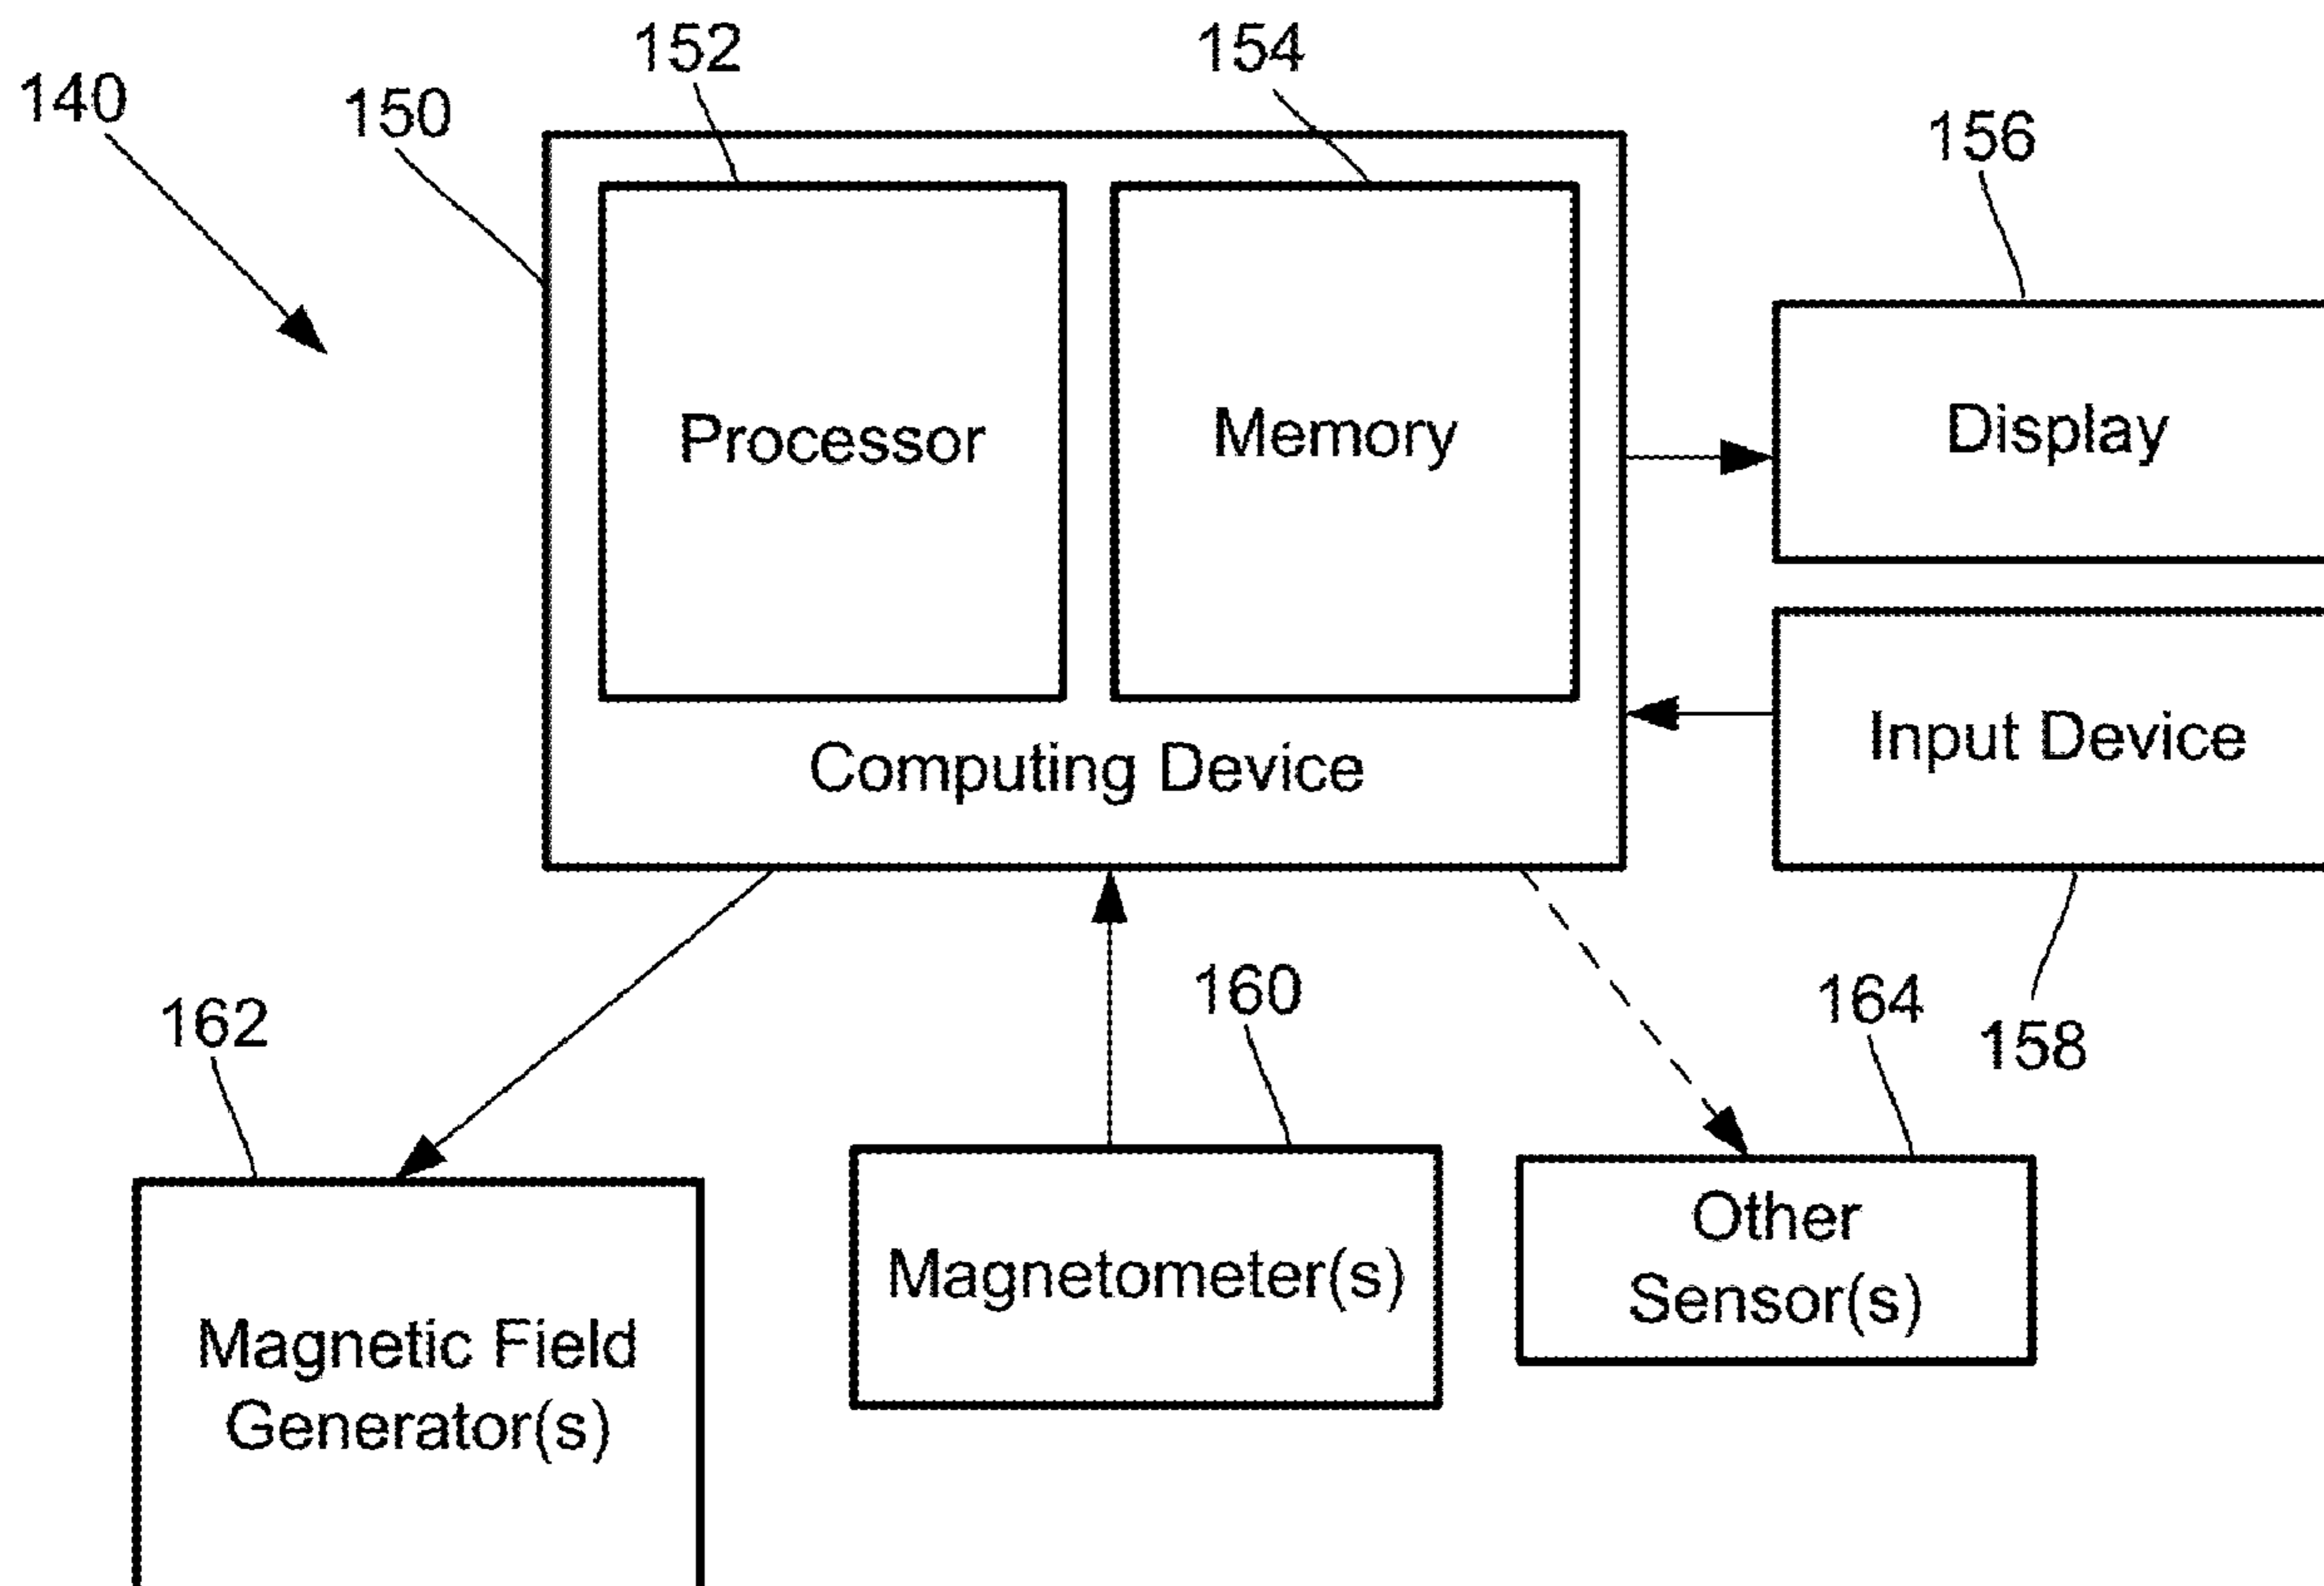 152
154
140
150
156
Processor
Memory
Display
Input Device
Computing Device
162
160
164
158
Magnetic Field
Generator(s)
Magnetometer(s)
Other
Sensor(s)